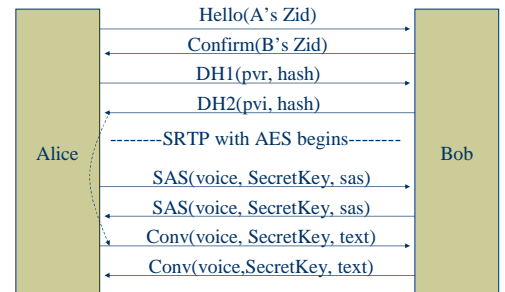 Hello(A's Zid)
Confirm(B's Zid)
DH1(pvr, hash)
DH2(pvi, hash)
--------SRTP with AES begins--------
Alice
Bob
SAS(voice, SecretKey, sas)
SAS(voice, SecretKey, sas)
Conv(voice, SecretKey, text)
Conv(voice,SecretKey, text)